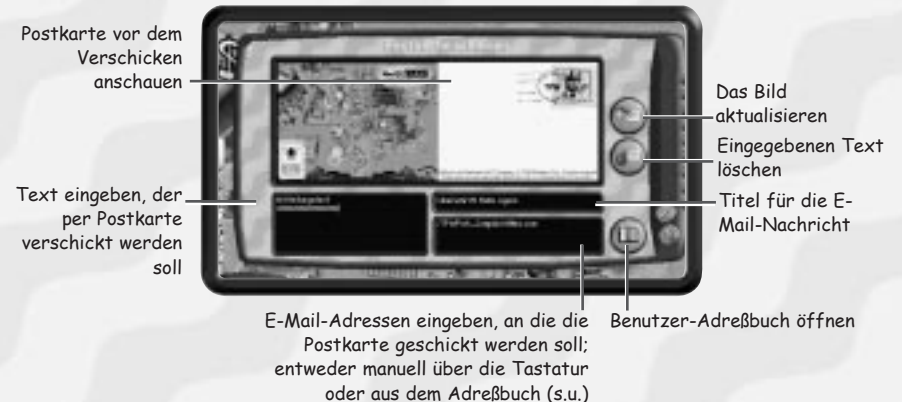 Postkarte vor dem
Verschicken
anschauen
Das Bild
aktualisieren
Eingegebenen Text
löschen
Text eingeben, der
per Postkarte
verschickt werden
soll
Titel für die E-
Mail-Nachricht
E-Mail-Adressen eingeben, an die die
Postkarte geschickt werden soll;
entweder manuell über die Tastatur
oder aus dem Adreßbuch (s.u.)
Benutzer-Adreßbuch öffnen